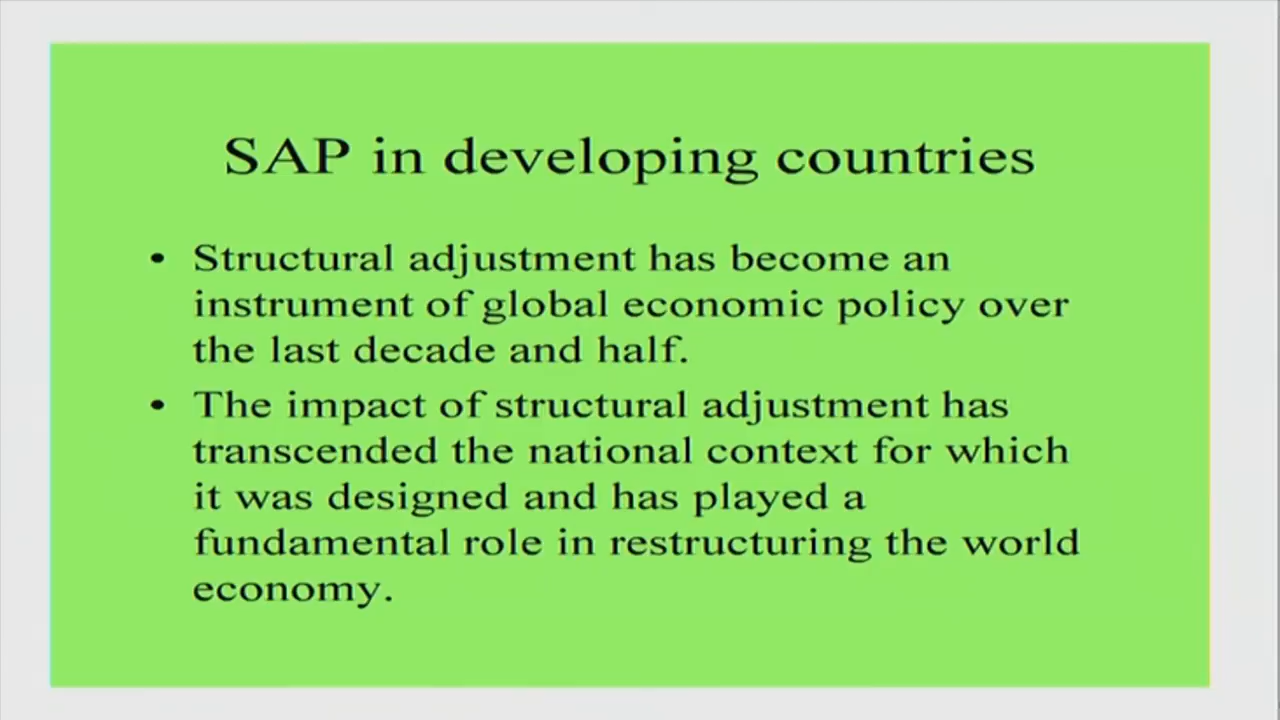 SAP in developing countries
• Structural adjustment has become an
instrument of global economic policy over
the last decade and half.
• The impact of structural adjustment has
transcended the national context for which
it was designed and has played a
fundamental role in restructuring the world
economy.